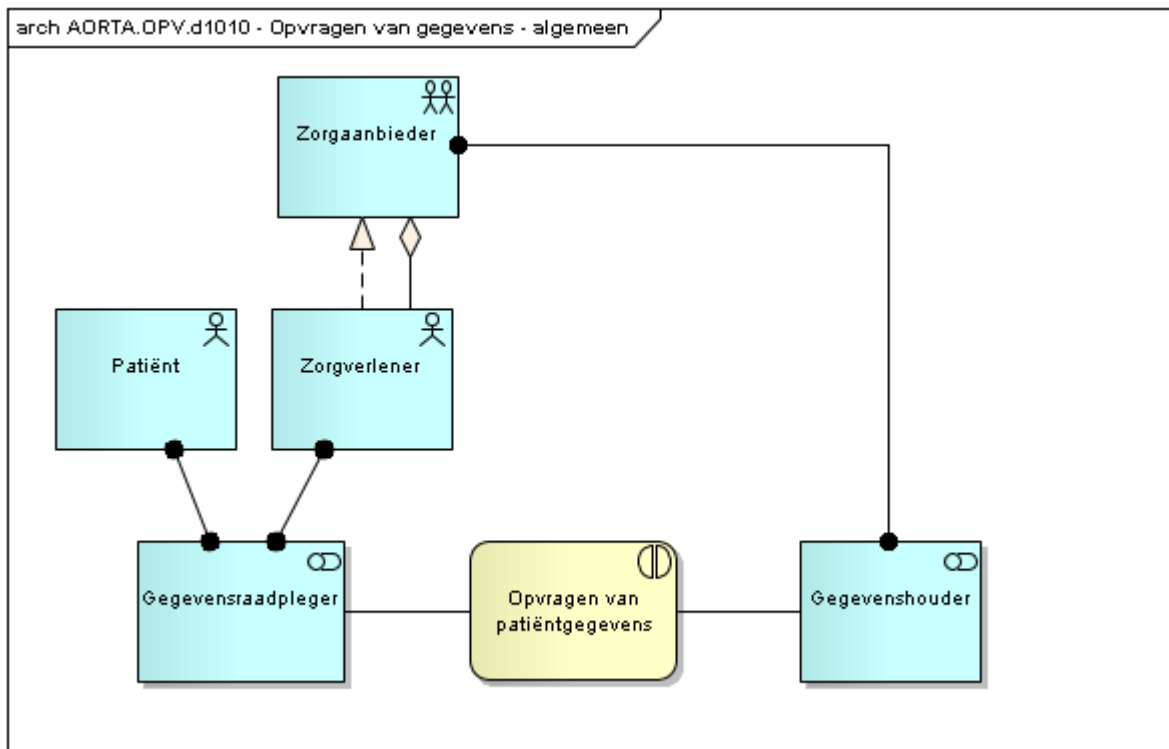 arch AORTA.OPV.d1010 - Opvragen van gegevens - algemeen
Zorgaanbieder
Patiënt
Zorgverlener
Gegevensraadpleger
Opvragen van
patiëntgegevens
Gegevenshouder